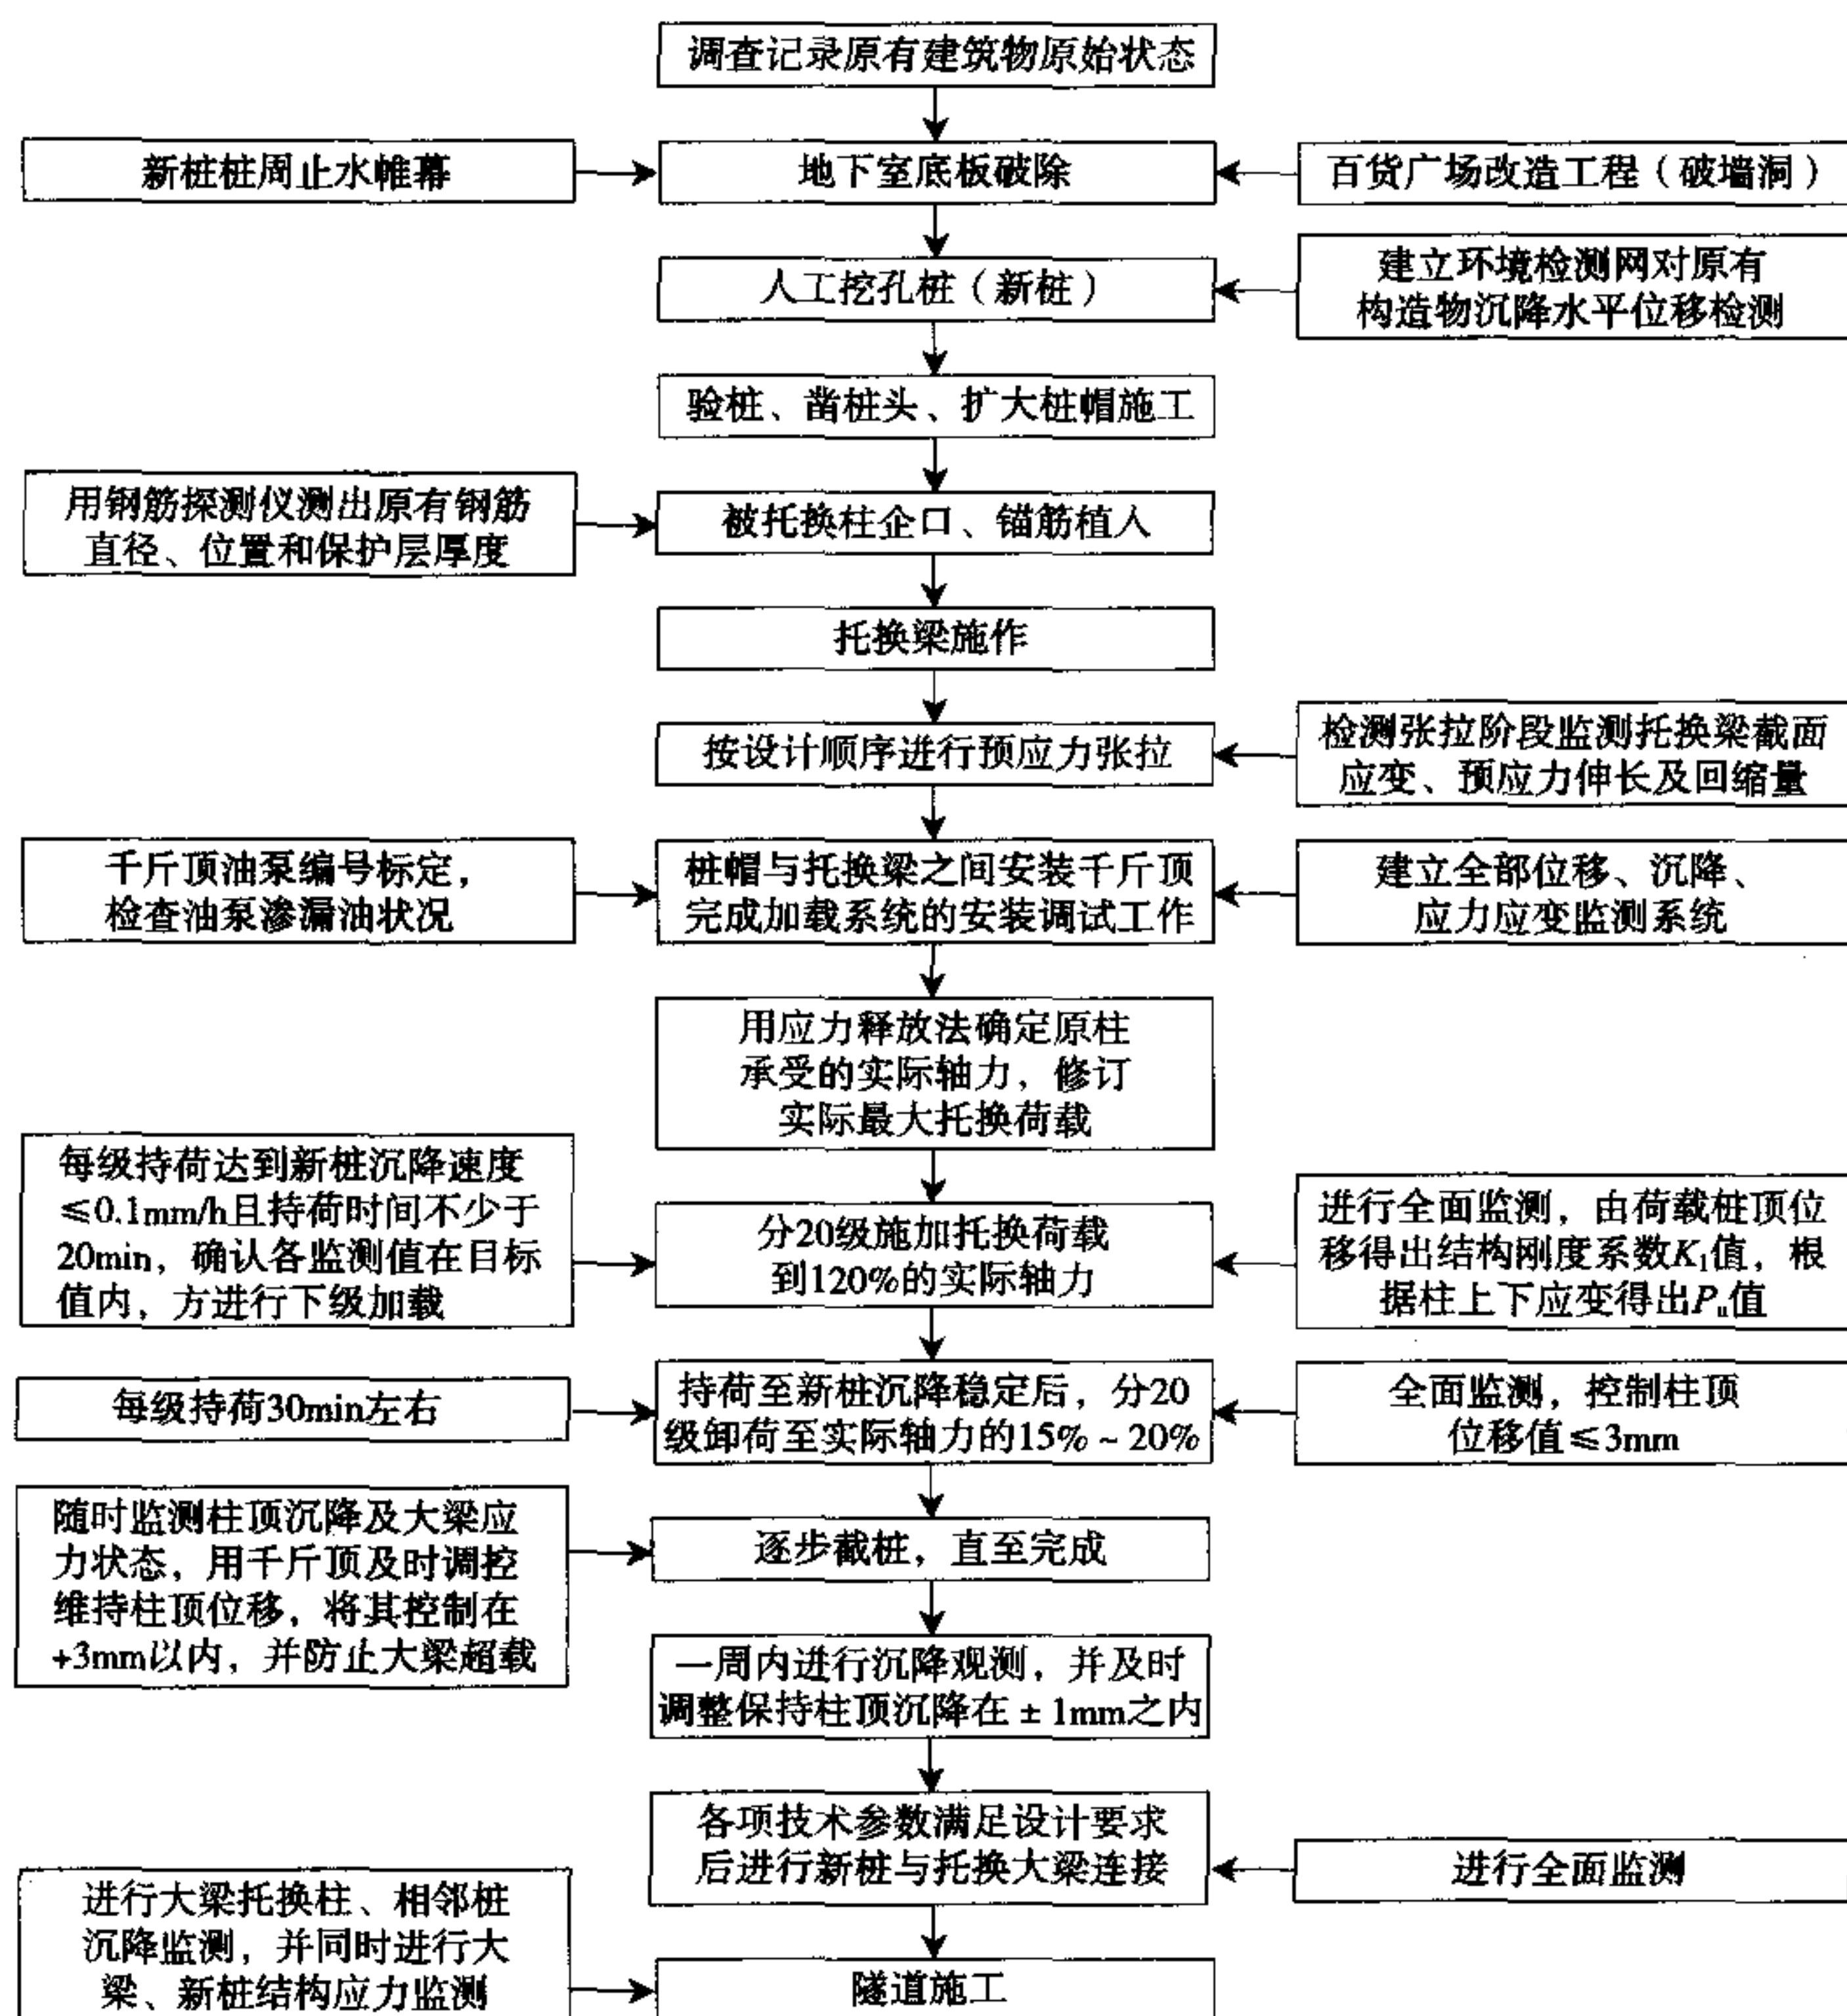 调查记录原有建筑物原始状态
新桩桩周止水帷幕
地下室底板破除
百货广场改造工程（破墙洞）
人工挖孔桩（新桩）
建立环境检测网对原有
构造物沉降水平位移检测
验桩、凿桩头、扩大桩帽施工
用钢筋探测仪测出原有钢筋
直径、位置和保护层厚度
被托换柱企口、锚筋植人
托换梁施作
按设计顺序进行预应力张拉
检测张拉阶段监测托换梁截面
应变、预应力伸长及回缩量
千斤顶油泵编号标定，
检查油泵渗漏油状况
桩帽与托换梁之间安装千斤顶
完成加载系统的安装调试工作
建立全部位移、沉降、
应力应变监测系统
用应力释放法确定原柱
承受的实际轴力，修订
实际最大托换荷载
每级持荷达到新桩沉降速度
≤0.1mm/h且持荷时间不少于
20min，确认各监测值在目标
值内，方进行下级加载
分20级施加托换荷载
到120%的实际轴力
进行全面监测，由荷载桩顶位
移得出结构刚度系数K₁值，根
据柱上下应变得出Pᵤ值
每级持荷30min左右
持荷至新桩沉降稳定后，分20
级卸荷至实际轴力的15%~20%
全面监测，控制柱顶
位移值≤3mm
随时监测柱顶沉降及大梁应
力状态，用千斤顶及时调控
维持柱顶位移，将其控制在
+3mm以内，并防止大梁超载
逐步截桩，直至完成
一周内进行沉降观测，并及时
调整保持柱顶沉降在±1mm之内
各项技术参数满足设计要求
后进行新桩与托换大梁连接
进行全面监测
进行大梁托换柱、相邻桩
沉降监测，并同时进行大
梁、新桩结构应力监测
隧道施工